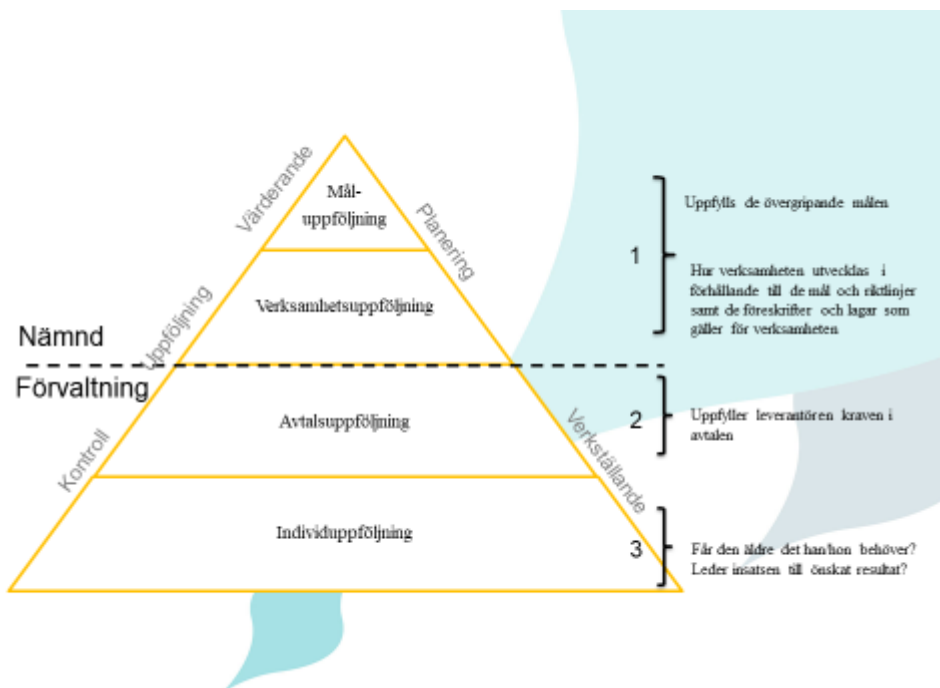 Värderande
Mål-
uppföljning
Planering
Uppfylls de övergripande målen
1
Hur verksamheten utvecklas i
förhållande till de mål och riktlinjer
samt de föreskrifter och lagar som
gäller för verksamheten
Uppföljning
Verksamhetsuppföljning
Nämnd
Förvaltning
Kontroll
Avtalsuppföljning
Verkställande
2
Uppfyller leverantören kraven i
avtalen
Individuppföljning
3
Får den äldre det han/hon behöver?
Leder insatsen till önskat resultat?